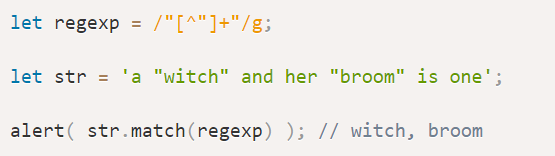 let regexp = /"[^"]+"/g;
let str = 'a "witch" and her "broom" is one';
alert( str.match(regexp) ); // witch, broom